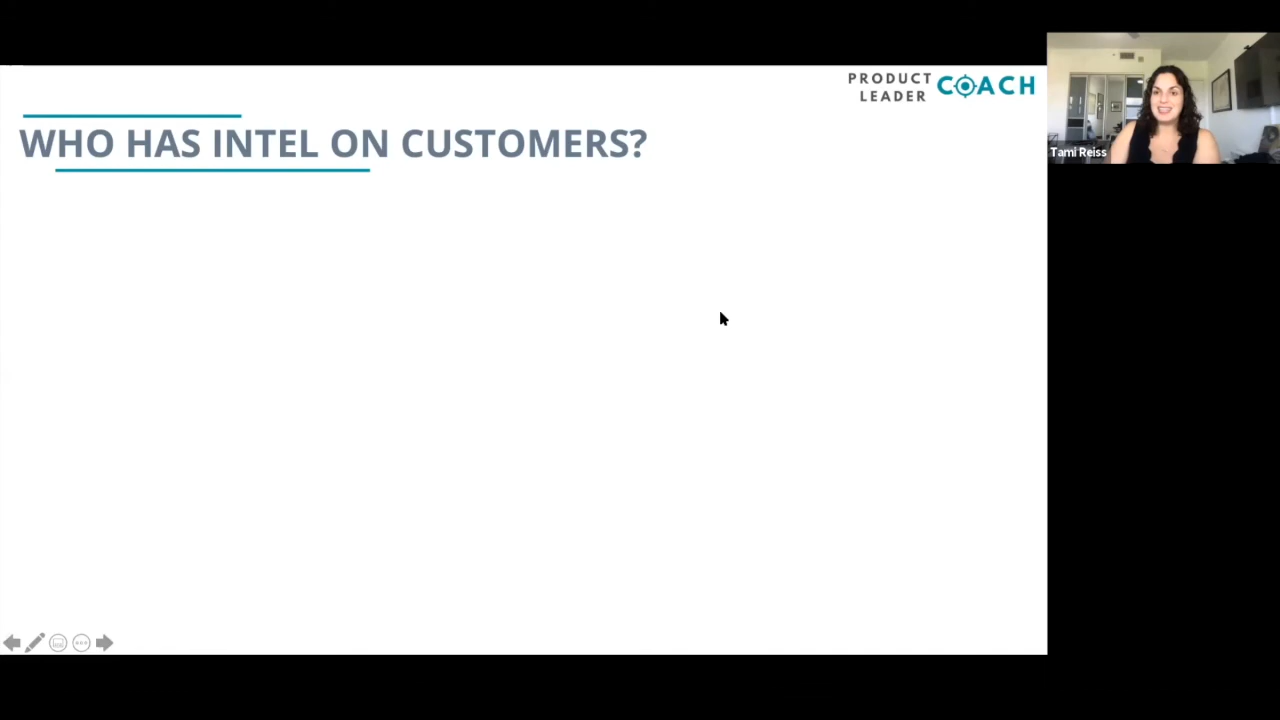 PRODUCT
LEADER COACH
WHO HAS INTEL ON CUSTOMERS?
Tami Reiss